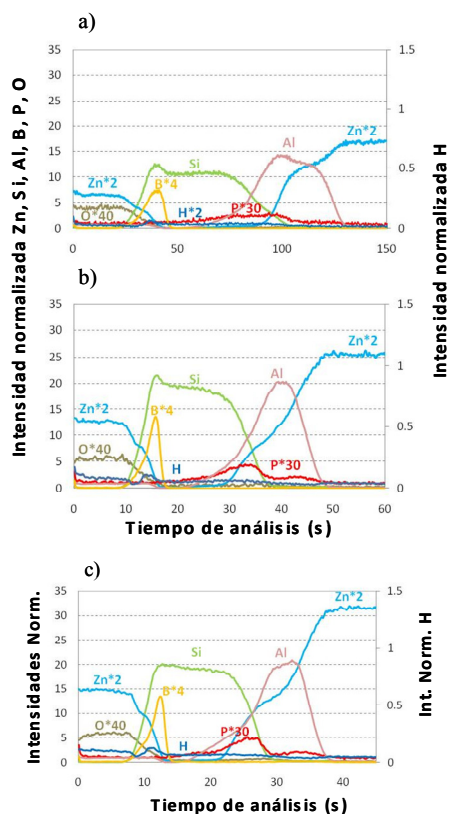 a)
Intensidad normalizada Zn, Si, Al, B, P, O
Intensidad normalizada H
35
30
25
20
15
10
5
0
1.5
1
0.5
0
Zn*2
O*40
B*4
Si
H*2
P*30
Al
Zn*2
0
50
100
150
b)
35
30
25
20
15
10
5
0
1.5
1
0.5
0
Zn*2
O*40
B*4
Si
H
P*30
Al
Zn*2
0
10
20
30
40
50
60
Tiempo de análisis (s)
c)
Intensidades Norm.
Int. Norm. H
35
30
25
20
15
10
5
0
1.5
1
0.5
0
Zn*2
O*40
B*4
Si
H
P*30
Al
Zn*2
0
10
20
30
40
Tiempo de análisis (s)